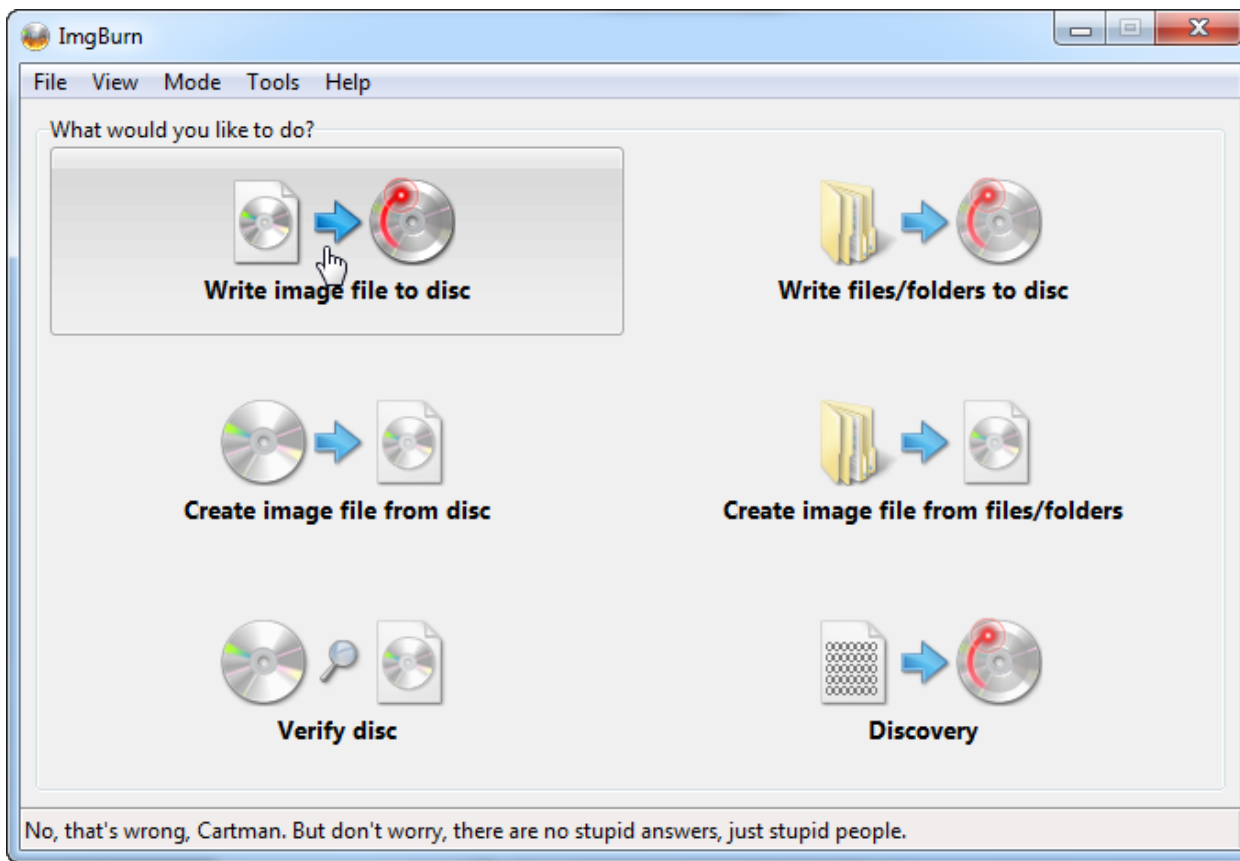 ImgBurn
File View Mode Tools Help
What would you like to do?
Write image file to disc
Write files/folders to disc
Create image file from disc
Create image file from files/folders
Verify disc
Discovery
No, that's wrong, Cartman. But don't worry, there are no stupid answers, just stupid people.